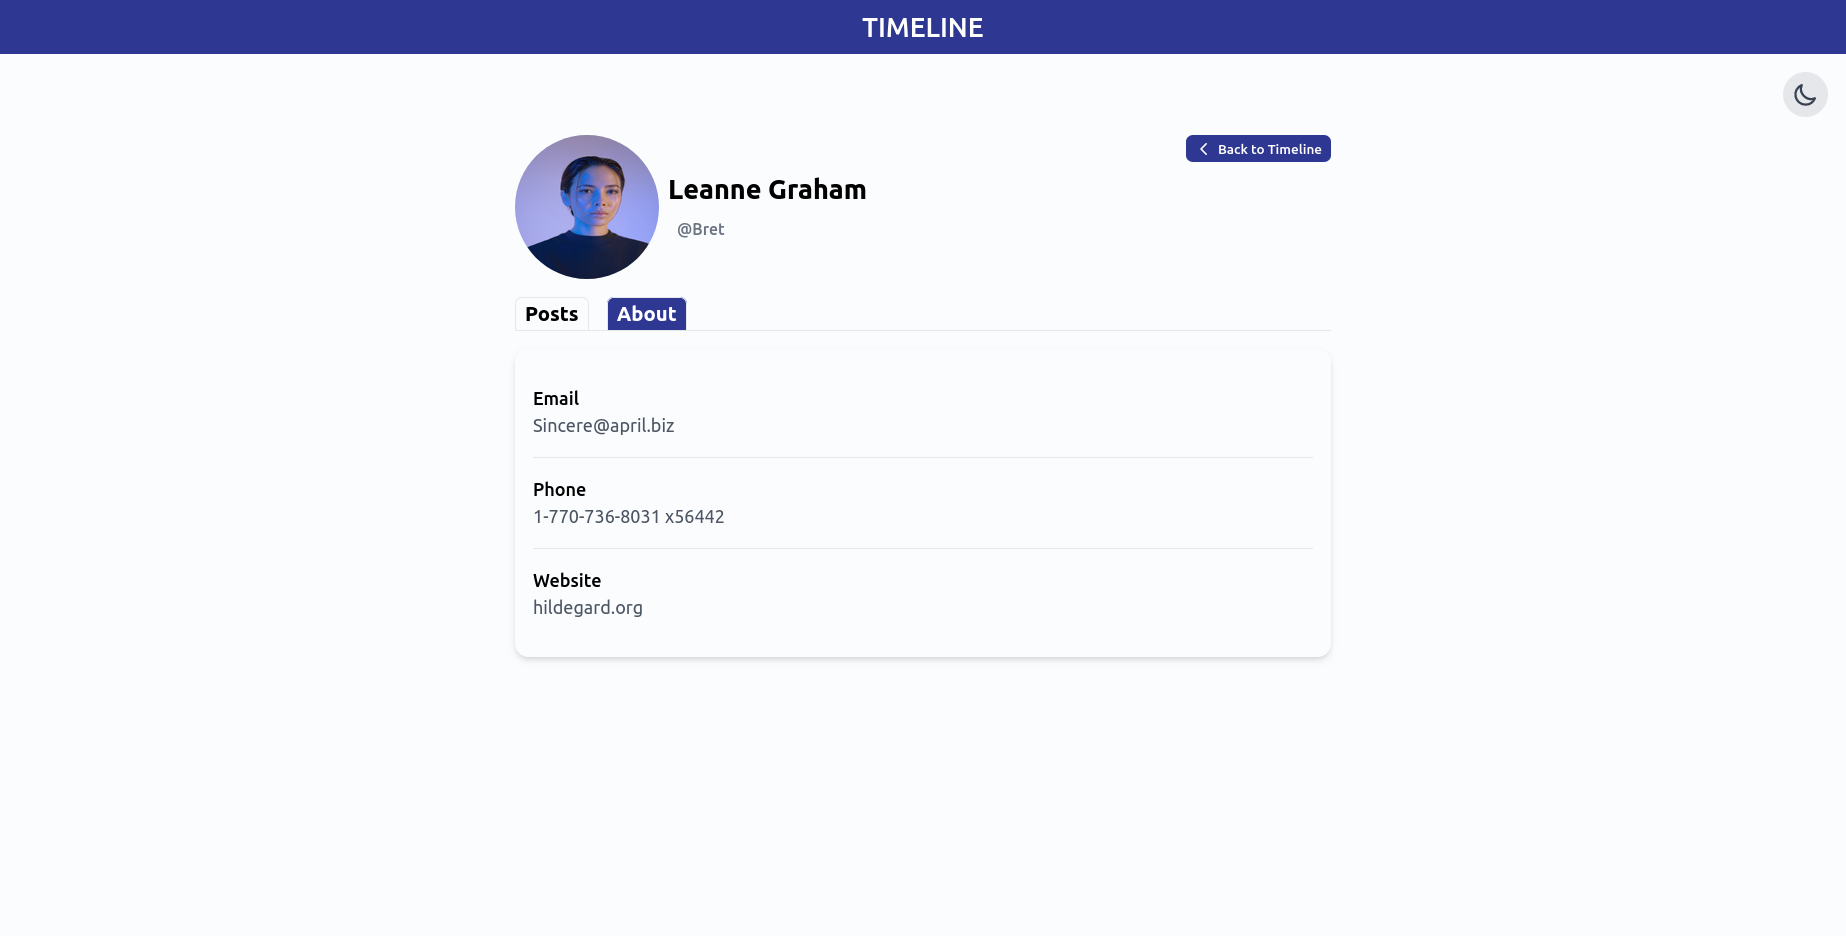 TIMELINE
Back to Timeline
Leanne Graham
@Bret
Posts About
Email
Sincere@april.biz
Phone
1-770-736-8031 x56442
Website
hildegard.org